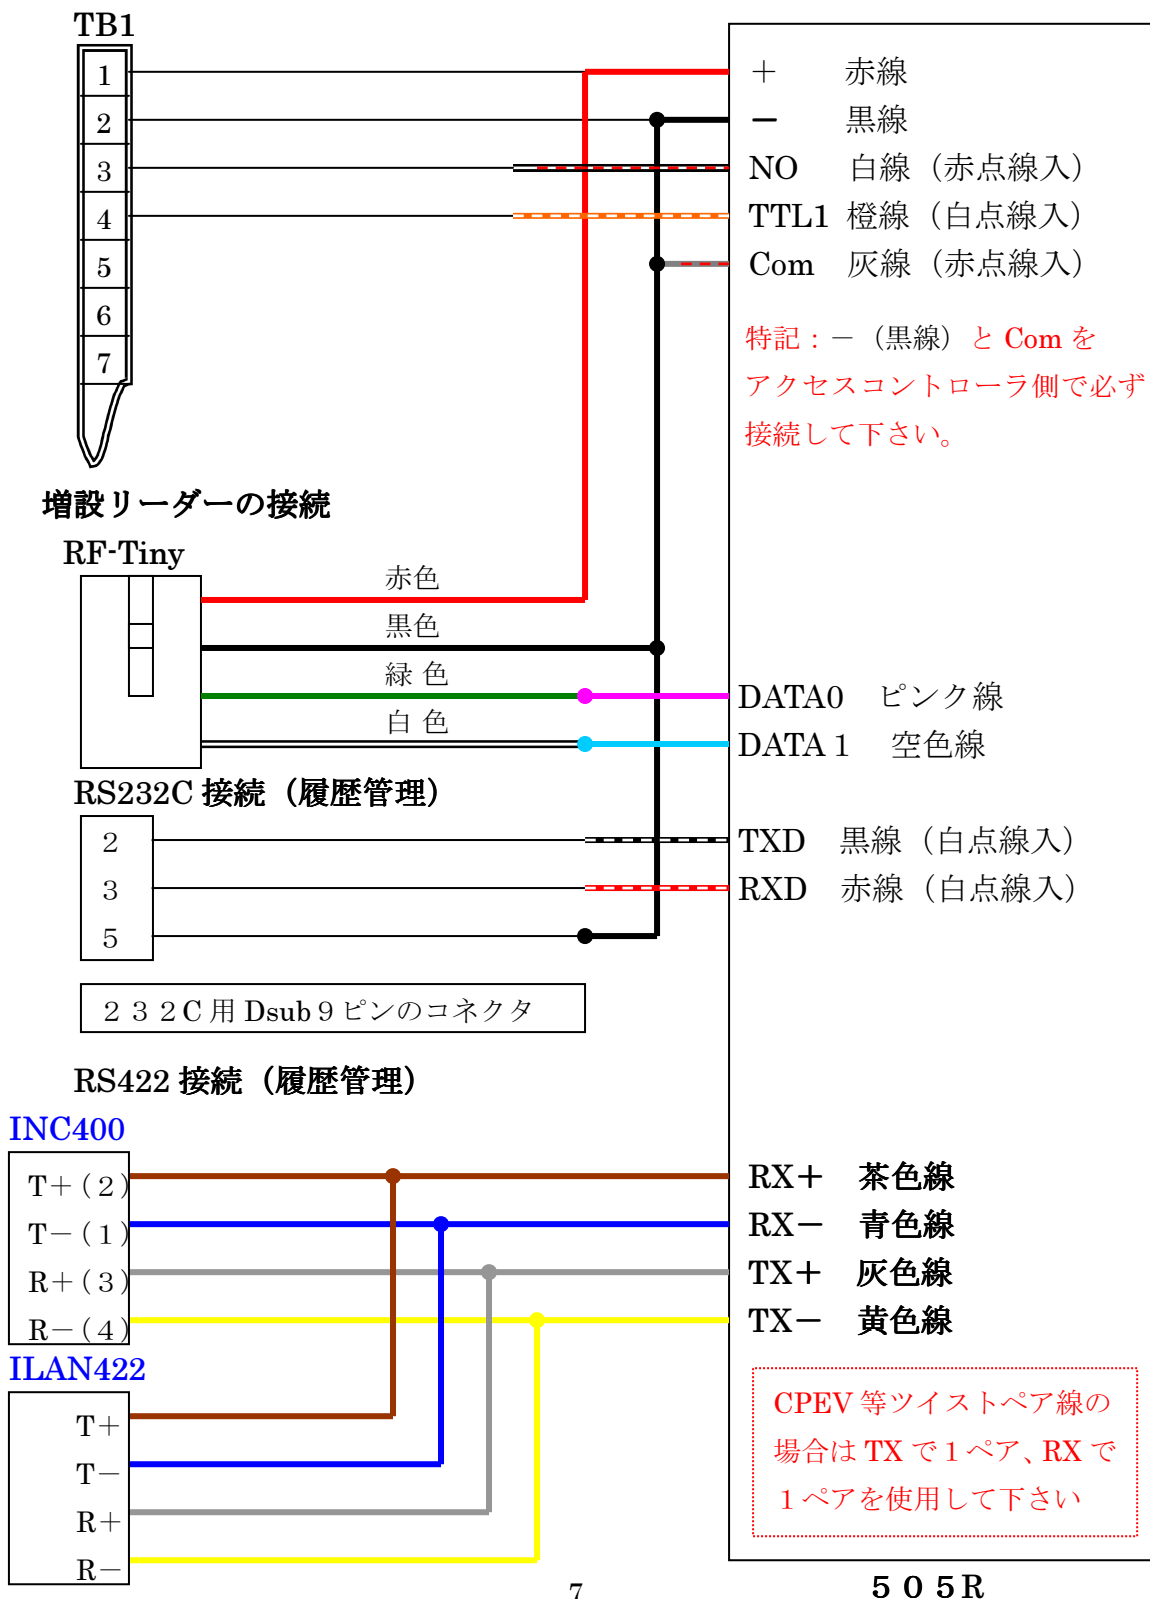 TB1
1
2
3
4
5
6
7
＋ 赤線
－ 黒線
NO 白線（赤点線入）
TTL1 橙線（白点線入）
Com 灰線（赤点線入）
特記：－（黒線）と Com を
アクセスコントローラ側で必ず
接続して下さい。
増設リーダーの接続
RF-Tiny
赤色
黒色
緑 色
白 色
DATA0 ピンク線
DATA１ 空色線
RS232C 接続（履歴管理）
２
３
５
TXD 黒線（白点線入）
RXD 赤線（白点線入）
２３２C 用 Dsub９ピンのコネクタ
RS422 接続（履歴管理）
INC400
T＋(２)
T－(１)
R＋(３)
R－(４)
RX＋ 茶色線
RX－ 青色線
TX＋ 灰色線
TX－ 黄色線
ILAN422
T＋
T－
R＋
R－
CPEV 等ツイストペア線の
場合は TX で１ペア、RX で
１ペアを使用して下さい
7
５０５R